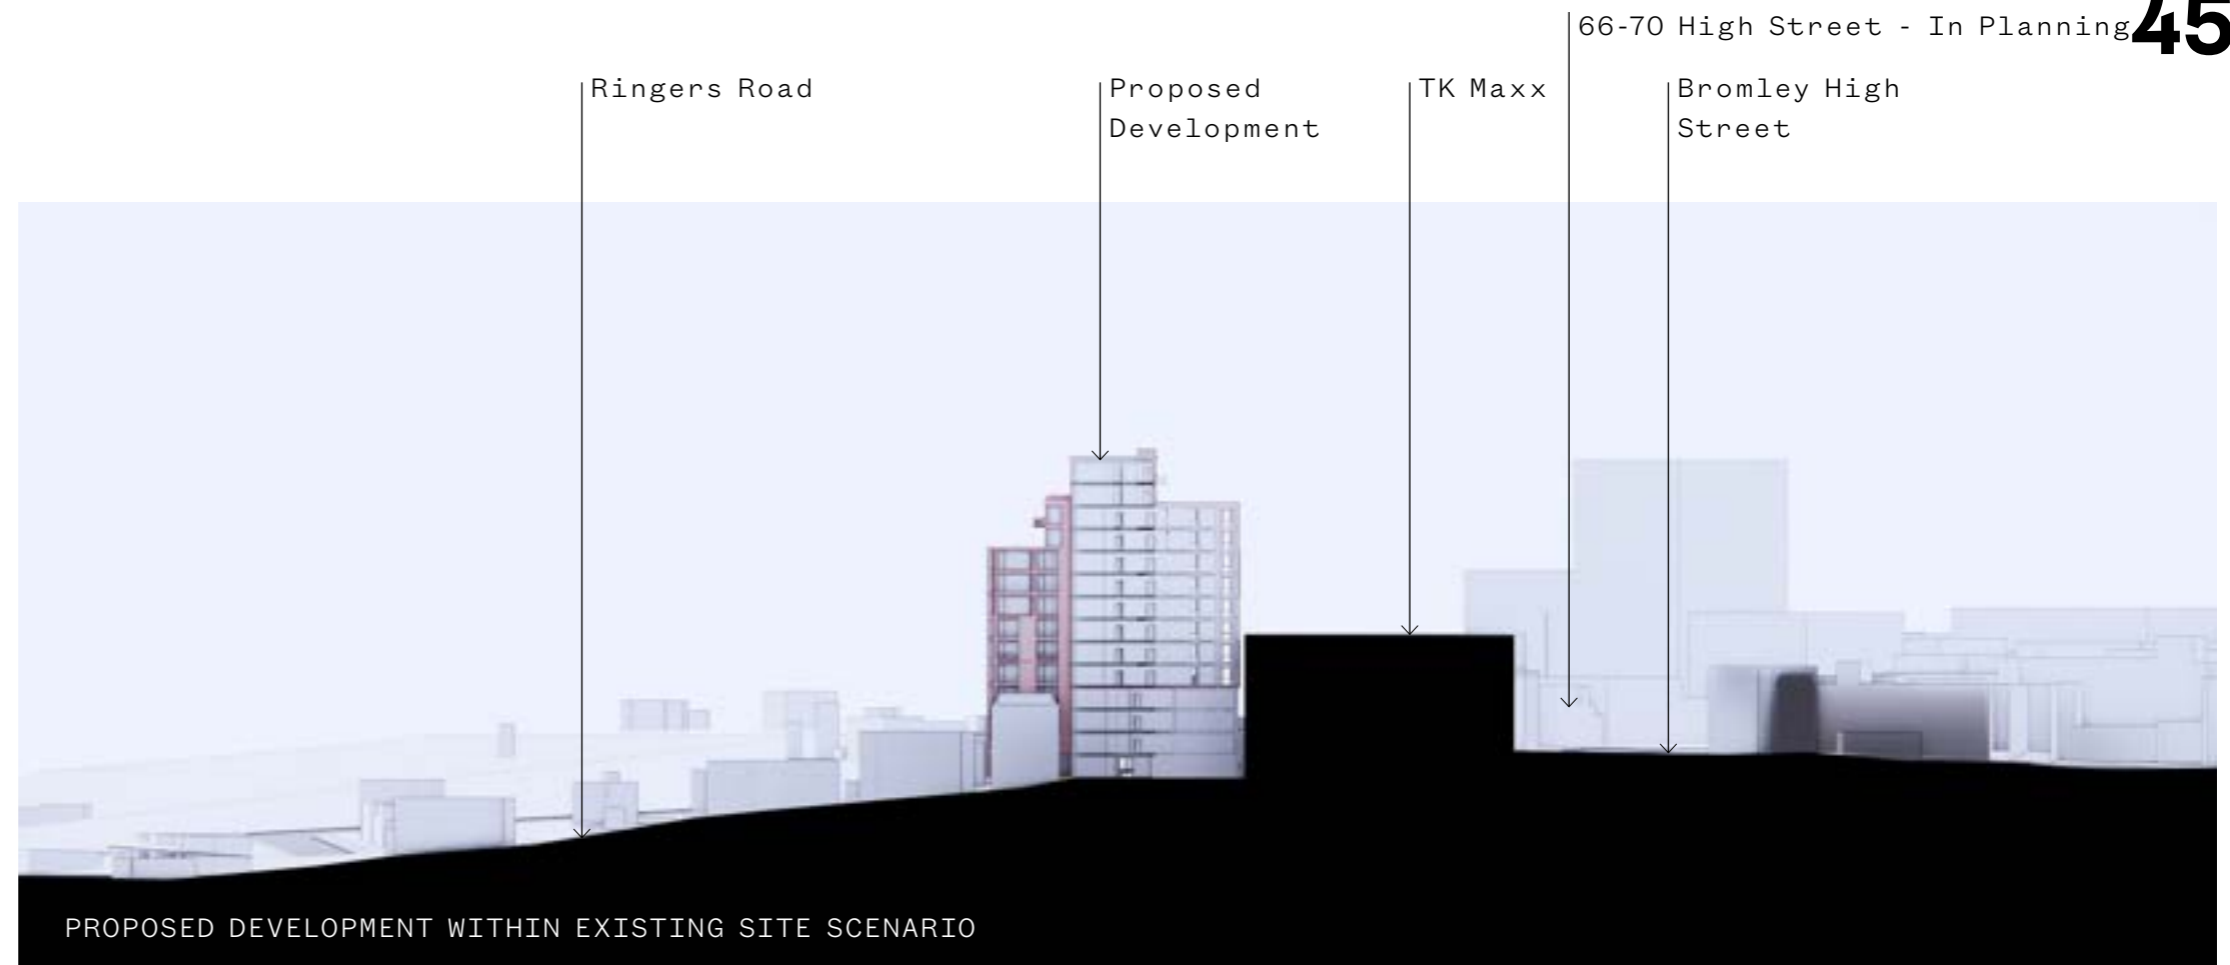 66-70 High Street - In Planning
45
Ringers Road
Proposed
Development
TK Maxx
Bromley High
Street
PROPOSED DEVELOPMENT WITHIN EXISTING SITE SCENARIO